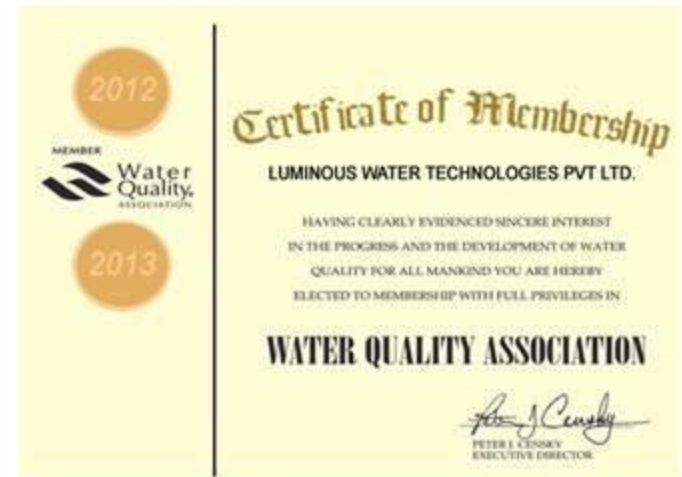 2012
MEMBER
Water
Quality
ASSOCIATION
2013
Certificate of Membership
LUMINOUS WATER TECHNOLOGIES PVT LTD.
HAVING CLEARLY EVIDENCED SINCERE INTEREST
IN THE PROGRESS AND THE DEVELOPMENT OF WATER
QUALITY FOR ALL MANKIND YOU ARE HEREBY
ELECTED TO MEMBERSHIP WITH FULL PRIVILEGES IN
WATER QUALITY ASSOCIATION
Peter J Censky
PETER J. CENSKY
EXECUTIVE DIRECTOR